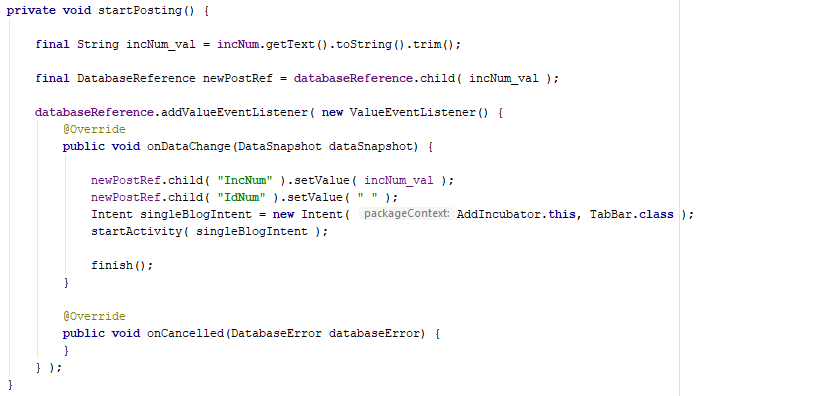 private void startPosting() {
final String incNum_val = incNum.getText().toString().trim();
final DatabaseReference newPostRef = databaseReference.child( incNum_val );
databaseReference.addValueEventListener( new ValueEventListener() {
@Override
public void onDataChange(DataSnapshot dataSnapshot) {
newPostRef.child( "IncNum" ).setValue( incNum_val );
newPostRef.child( "IdNum" ).setValue( " " );
Intent singleBlogIntent = new Intent( packageContext: AddIncubator.this, TabBar.class );
startActivity( singleBlogIntent );
finish();
}
@Override
public void onCancelled(DatabaseError databaseError) {
}
} );
}